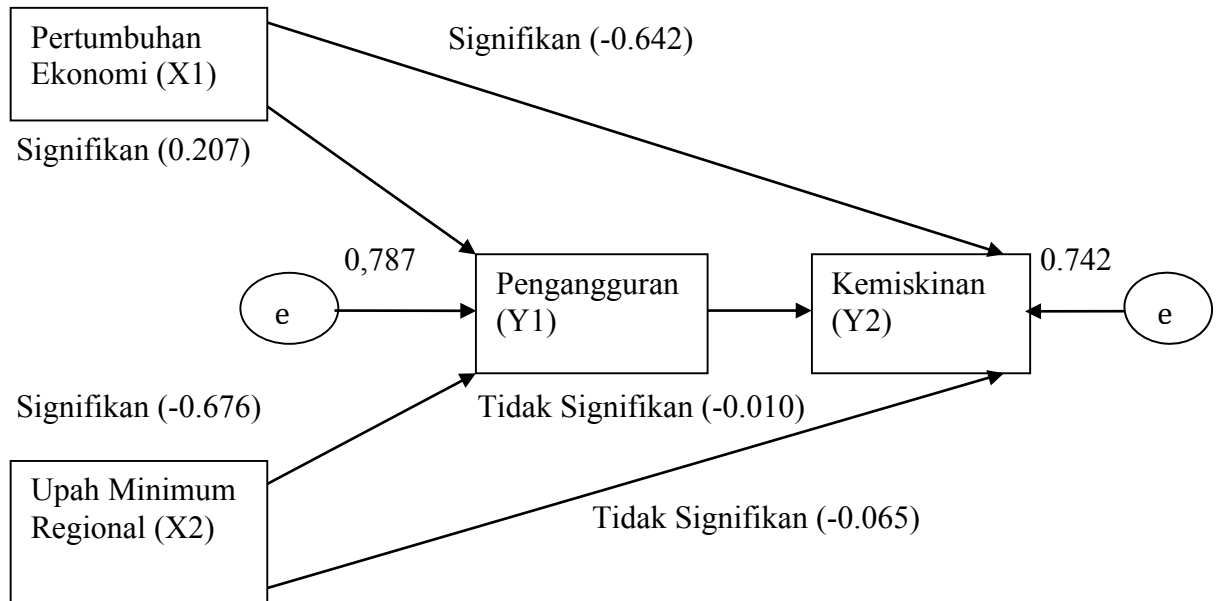 Pertumbuhan
Ekonomi (X1)
Signifikan (-0.642)
Signifikan (0.207)
0,787
e
Pengangguran
(Y1)
Kemiskinan
(Y2)
0.742
e
Signifikan (-0.676)
Tidak Signifikan (-0.010)
Upah Minimum
Regional (X2)
Tidak Signifikan (-0.065)